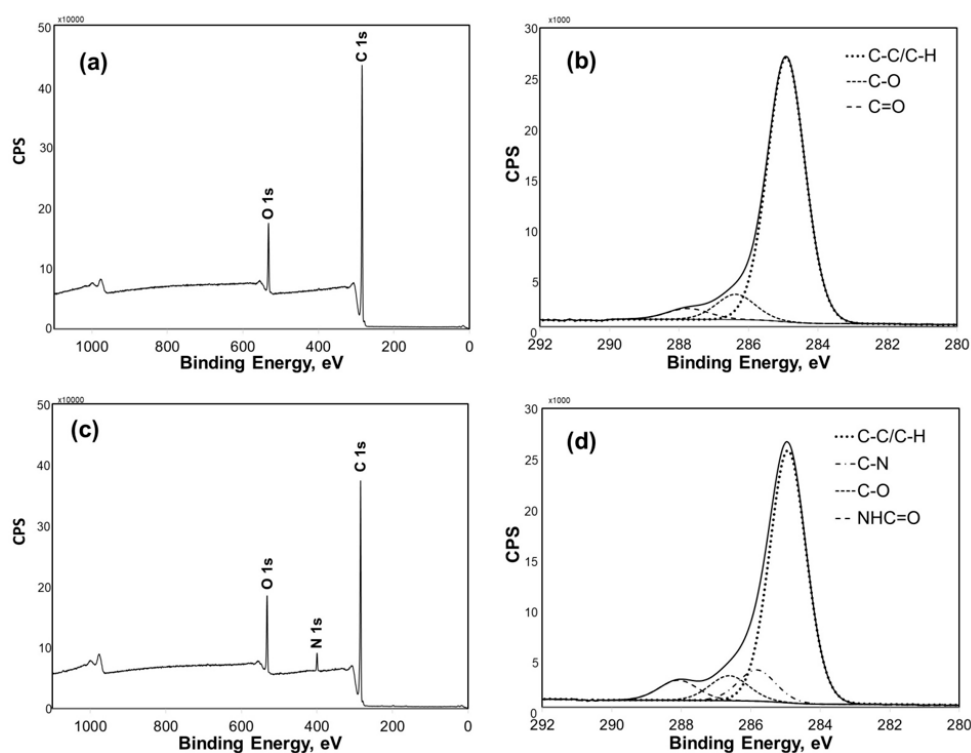 x10000
50
40
30
20
10
0
CPS
(a)
O 1s
C 1s
1000 800 600 400 200 0
Binding Energy, eV
x1000
30
25
20
15
10
5
0
CPS
(b)
C-C/C-H
C-O
C=O
292 290 288 286 284 282 280
Binding Energy, eV
x10000
50
40
30
20
10
0
CPS
(c)
O 1s
N 1s
C 1s
1000 800 600 400 200 0
Binding Energy, eV
x1000
30
25
20
15
10
5
0
CPS
(d)
C-C/C-H
C-N
C-O
NHC=O
292 290 288 286 284 282 280
Binding Energy, eV